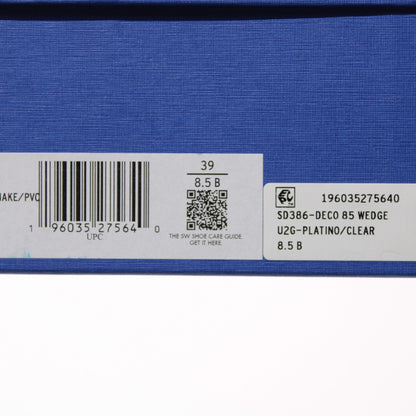 39
8.5 B
NAKE/PVC
1 96035 27564 0
UPC
THE SW SHOE CARE GUIDE.
GET IT HERE.
196035275640
SD386-DECO 85 WEDGE
U2G-PLATINO/CLEAR
8.5 B